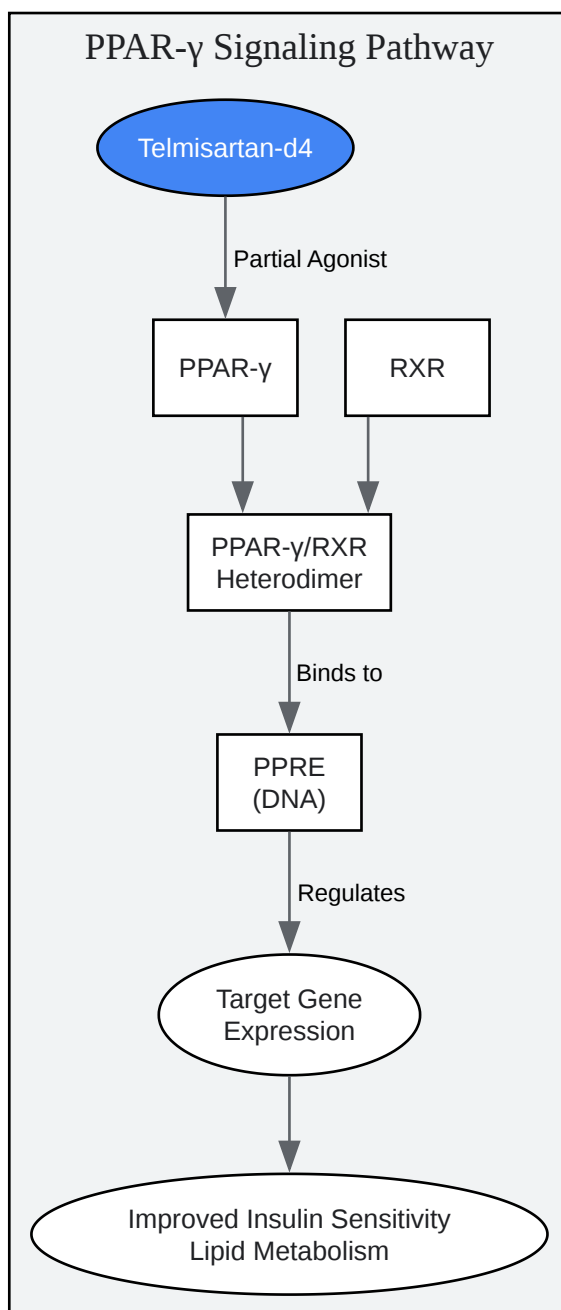 PPAR-γ Signaling Pathway
Telmisartan-d4
Partial Agonist
PPAR-γ
RXR
PPAR-γ/RXR
Heterodimer
Binds to
PPRE
(DNA)
Regulates
Target Gene
Expression
Improved Insulin Sensitivity
Lipid Metabolism